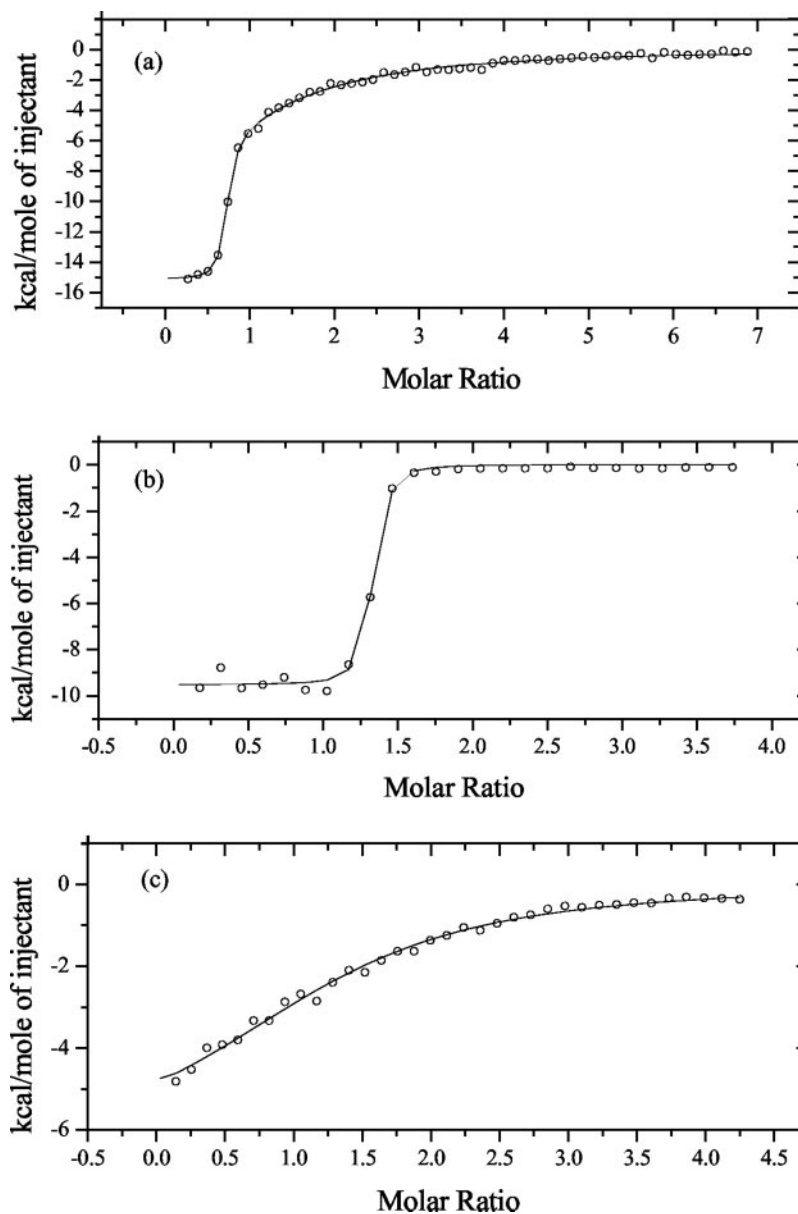 (a)
kcal/mole of injectant
0
-2
-4
-6
-8
-10
-12
-14
-16
0 1 2 3 4 5 6 7
Molar Ratio
(b)
kcal/mole of injectant
0
-2
-4
-6
-8
-10
-0.5 0.0 0.5 1.0 1.5 2.0 2.5 3.0 3.5 4.0
Molar Ratio
(c)
kcal/mole of injectant
0
-2
-4
-6
-0.5 0.0 0.5 1.0 1.5 2.0 2.5 3.0 3.5 4.0 4.5
Molar Ratio